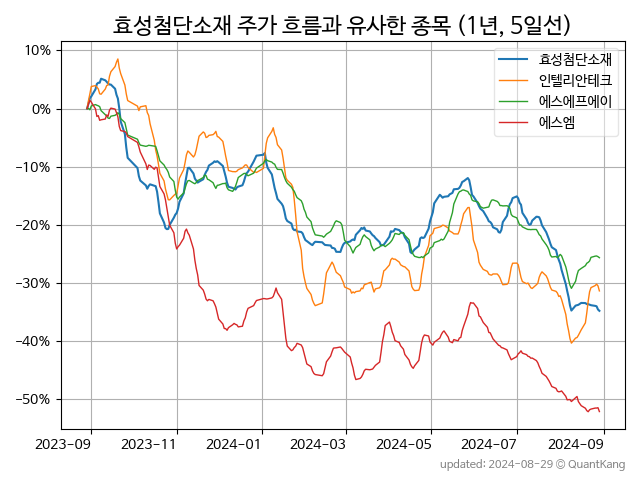 효성첨단소재 주가 흐름과 유사한 종목 (1년, 5일선)
10%
0%
−10%
−20%
−30%
−40%
−50%
효성첨단소재
인텔리안테크
에스에프에이
에스엠
2023-09 2023-11 2024-01 2024-03 2024-05 2024-07 2024-09
updated: 2024-08-29 © QuantKang